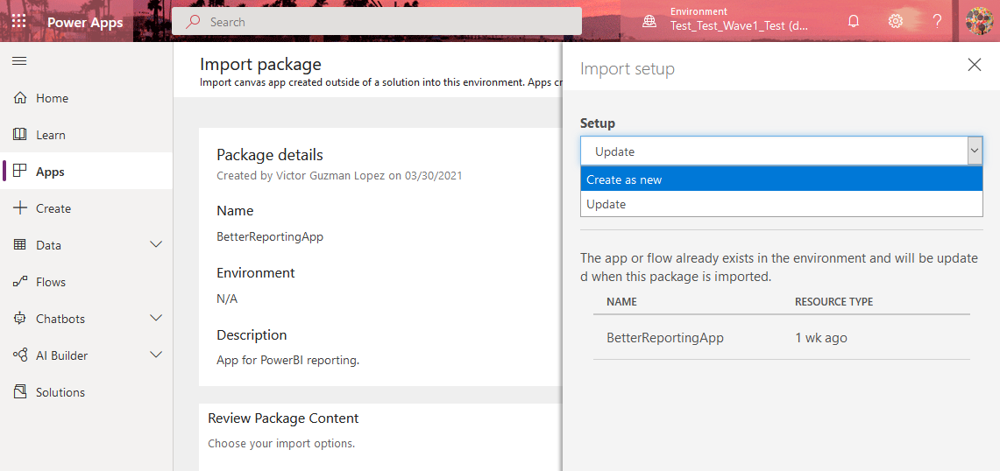 Power Apps
Search
Environment
Test_Test_Wave1_Test (d...
?
Home
Learn
Apps
Create
Data
Flows
Chatbots
AI Builder
Solutions
Import package
Import canvas app created outside of a solution into this environment. Apps cr
Package details
Created by Victor Guzman Lopez on 03/30/2021
Name
BetterReportingApp
Environment
N/A
Description
App for PowerBI reporting.
Review Package Content
Choose your import options.
Import setup
Setup
Update
Create as new
Update
The app or flow already exists in the environment and will be update
d when this package is imported.
NAME RESOURCE TYPE
BetterReportingApp 1 wk ago